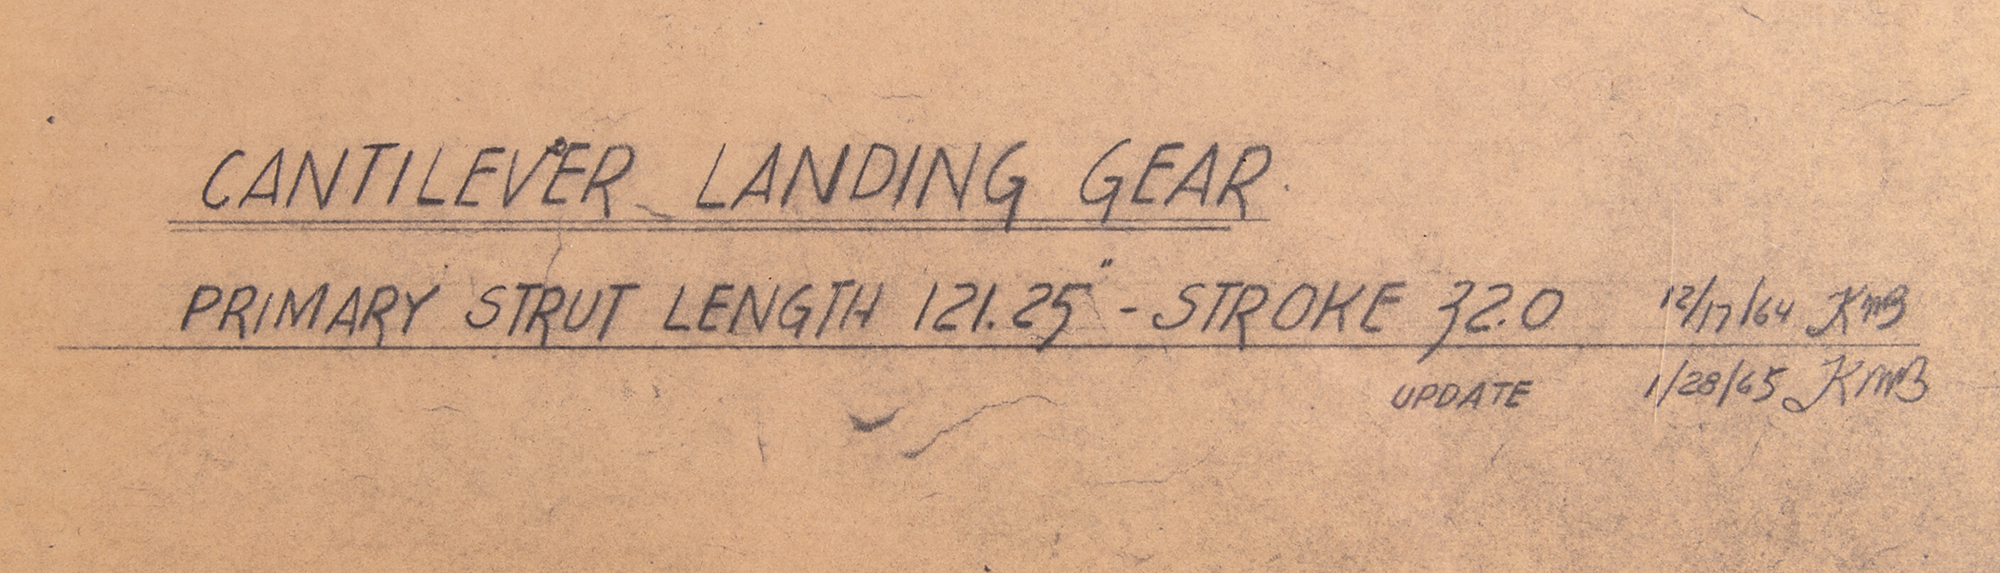 CANTILEVER LANDING GEAR.
PRIMARY STRUT LENGTH 121.25" - STROKE 32.0 12/17/64 KMB
UPDATE 1/28/65 KMB